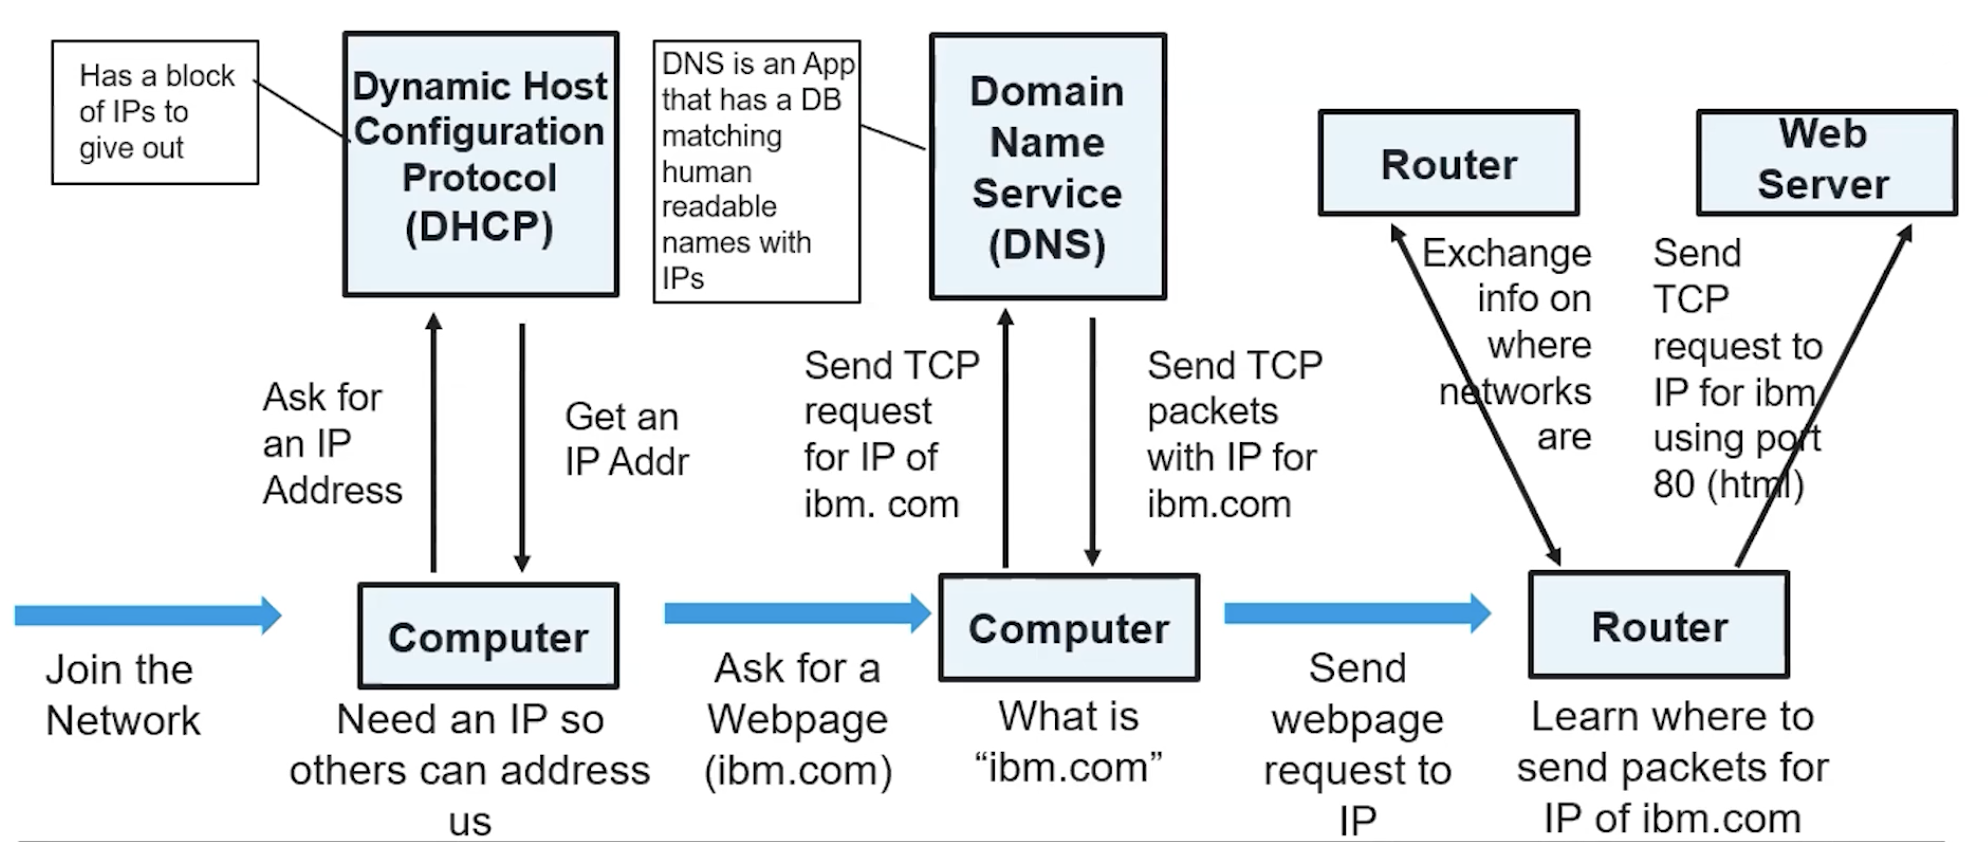 Has a block
of IPs to
give out
Dynamic Host
Configuration
Protocol
(DHCP)
DNS is an App
that has a DB
matching
human
readable
names with
IPs
Domain
Name
Service
(DNS)
Router
Web
Server
Ask for
an IP
Address
Get an
IP Addr
Send TCP
request
for IP of
ibm. com
Send TCP
packets
with IP for
ibm.com
Exchange
info on
where
networks
are
Send
TCP
request to
IP for ibm
using port
80 (html)
Join the
Network
Computer
Need an IP so
others can address
us
Ask for a
Webpage
(ibm.com)
Computer
What is
“ibm.com”
Send
webpage
request to
IP
Router
Learn where to
send packets for
IP of ibm.com